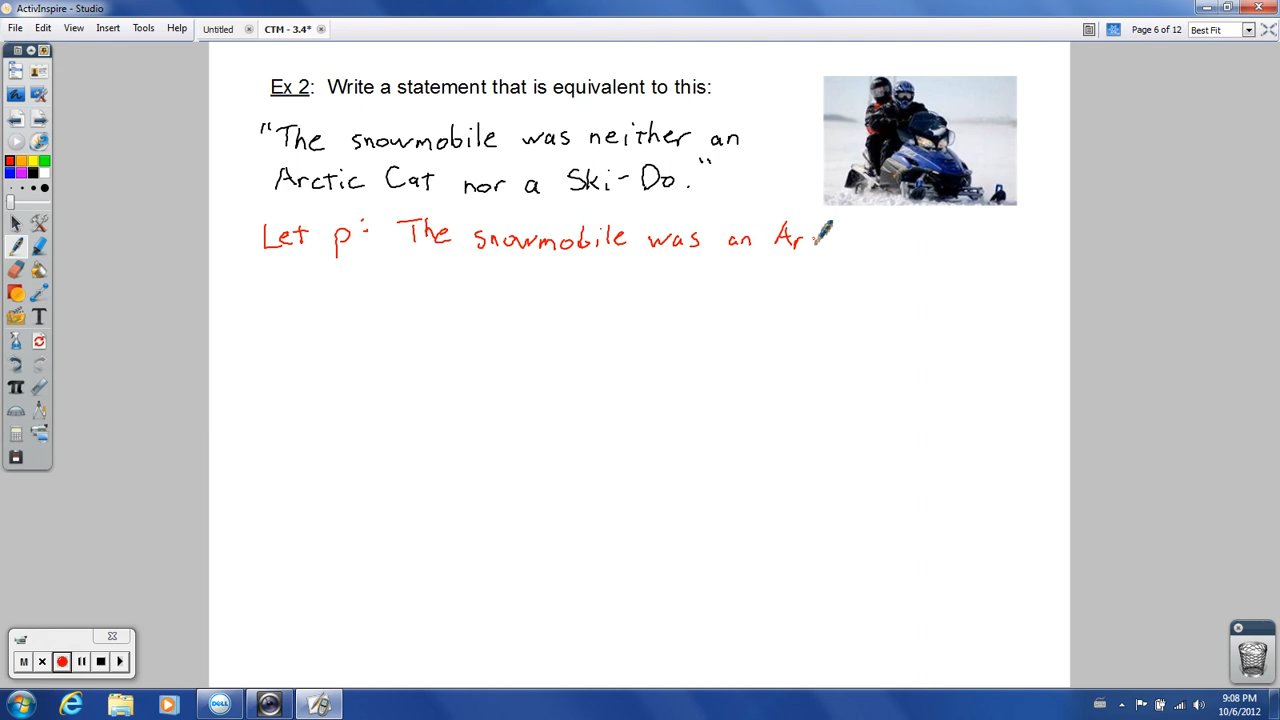 ActivInspire - Studio
File Edit View Insert Tools Help
Untitled
CTM - 3.4*
Page 6 of 12
Best Fit
Ex 2: Write a statement that is equivalent to this:
"The snowmobile was neither an
Arctic Cat nor a Ski-Do."
Let p: The snowmobile was an Ar
T
M
DELL
9:08 PM
10/6/2012